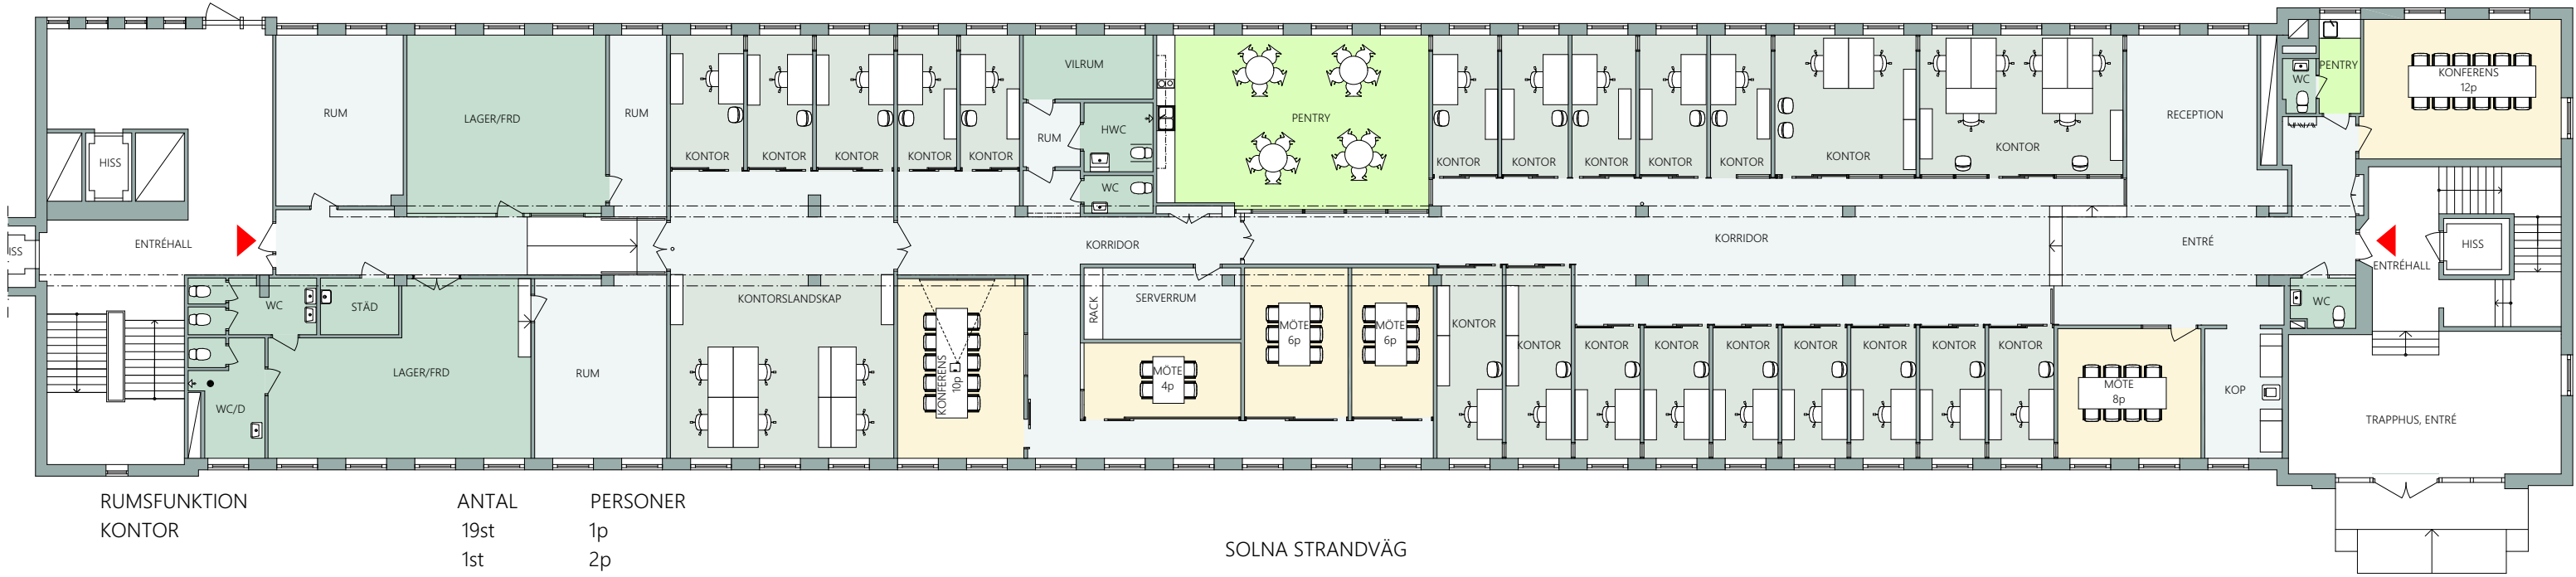 RUM
LAGER/FRD
RUM
KONTOR
KONTOR
KONTOR
KONTOR
KONTOR
VILRUM
RUM
HWC
WC
PENTRY
KONTOR
KONTOR
KONTOR
KONTOR
KONTOR
KONTOR
KONTOR
RECEPTION
WC
PENTRY
KONFERENS
12p
HISS
ISS
ENTRÉHALL
KORRIDOR
KORRIDOR
ENTRÉ
ENTRÉHALL
HISS
WC
STÄD
LAGER/FRD
WC/D
RUM
KONTORSLANDSKAP
KONFERENS
10p
RACK
SERVERRUM
MÖTE
4p
MÖTE
6p
MÖTE
6p
KONTOR
KONTOR
KONTOR
KONTOR
KONTOR
KONTOR
KONTOR
KONTOR
KONTOR
MÖTE
8p
KOP
WC
TRAPPHUS, ENTRÉ
RUMSFUNKTION ANTAL PERSONER
KONTOR 19st 1p
1st 2p
SOLNA STRANDVÄG